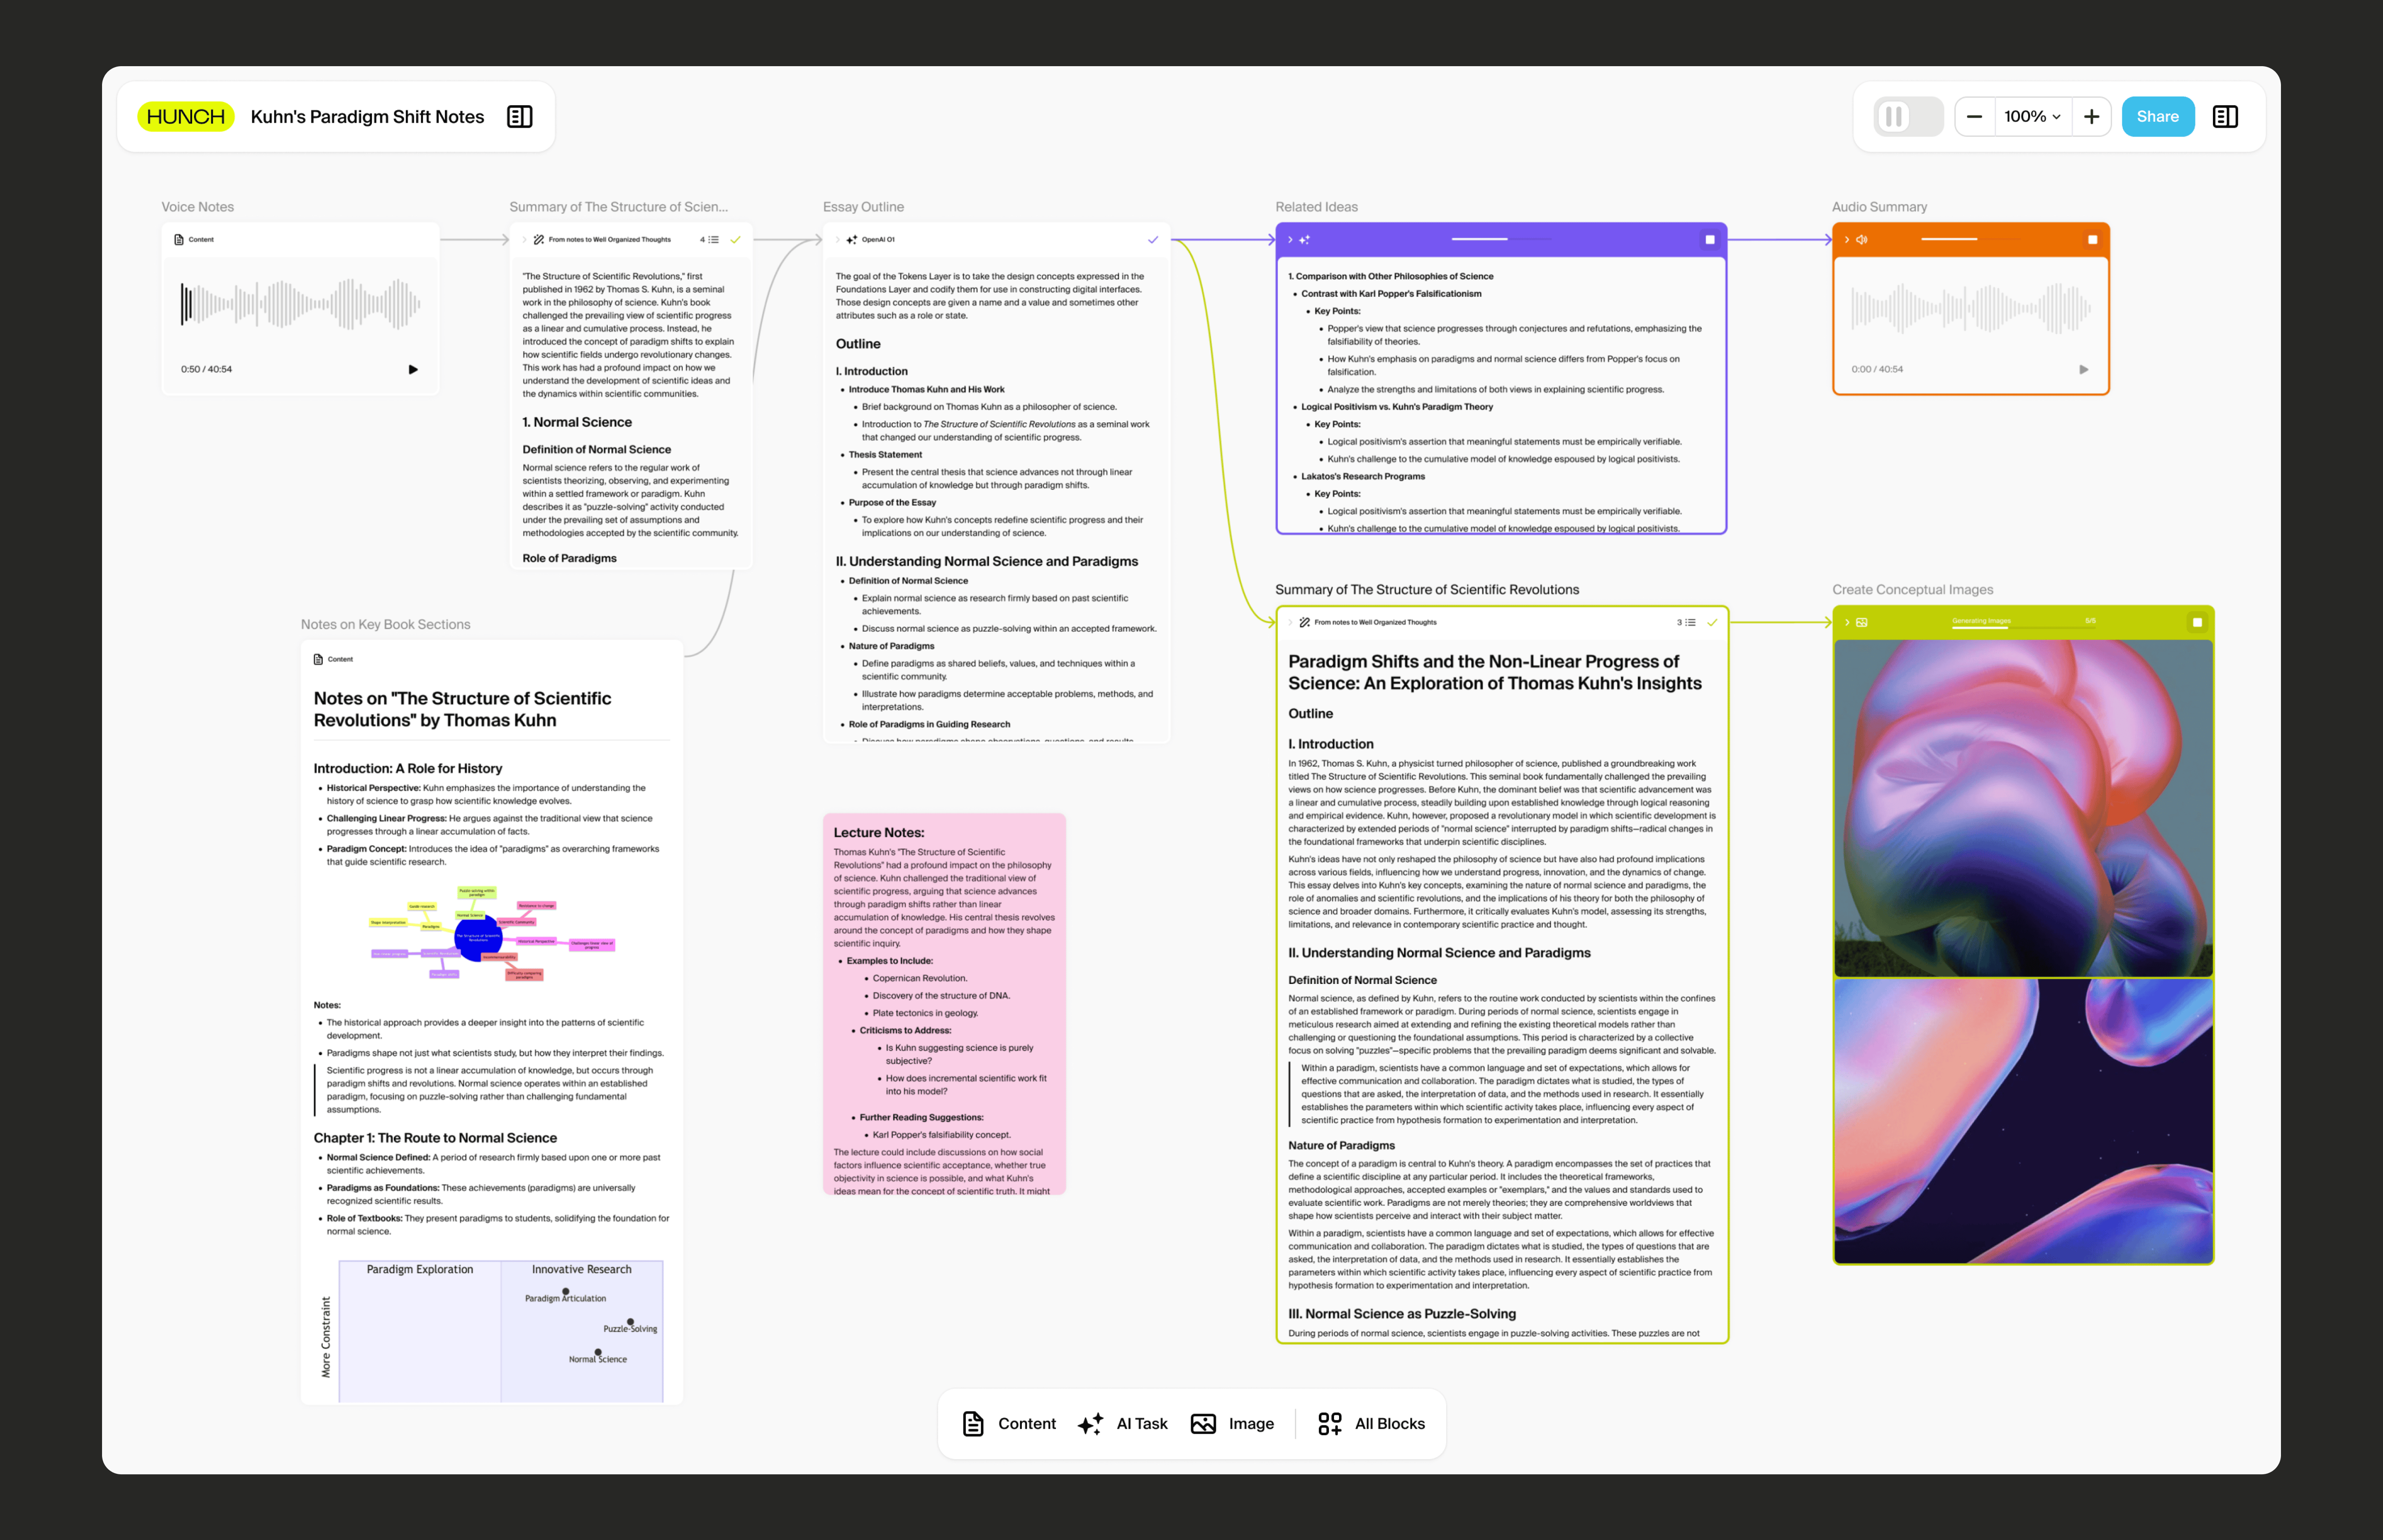 HUNCH
Kuhn's Paradigm Shift Notes
100%
Share
Voice Notes
Content
0:50 / 40:54
Summary of The Structure of Scien...
From notes to Well Organized Thoughts
4
"The Structure of Scientific Revolutions," first
published in 1962 by Thomas S. Kuhn, is a seminal
work in the philosophy of science. Kuhn's book
challenged the prevailing view of scientific progress
as a linear and cumulative process. Instead, he
introduced the concept of paradigm shifts to explain
how scientific fields undergo revolutionary changes.
This work has had a profound impact on how we
understand the development of scientific ideas and
the dynamics within scientific communities.
1. Normal Science
Definition of Normal Science
Normal science refers to the regular work of
scientists theorizing, observing, and experimenting
within a settled framework or paradigm. Kuhn
describes it as "puzzle-solving" activity conducted
under the prevailing set of assumptions and
methodologies accepted by the scientific community.
Role of Paradigms
Notes on Key Book Sections
Content
Notes on "The Structure of Scientific
Revolutions" by Thomas Kuhn
Introduction: A Role for History
• Historical Perspective: Kuhn emphasizes the importance of understanding the
history of science to grasp how scientific knowledge evolves.
• Challenging Linear Progress: He argues against the traditional view that science
progresses through a linear accumulation of facts.
• Paradigm Concept: Introduces the idea of "paradigms" as overarching frameworks
that guide scientific research.
Puzzle-solving within
paradigm
Guide research
Resistance to change
Normal Science
Shape interpretation
Scientific Community
Paradigms
The Structure of Scientific
Revolutions
Historical Perspective
Challenges linear view of
progress
Scientific Revolutions
Incommensurability
Paradigm shifts
Difficulty comparing
paradigms
Notes:
• The historical approach provides a deeper insight into the patterns of scientific
development.
• Paradigms shape not just what scientists study, but how they interpret their findings.
Scientific progress is not a linear accumulation of knowledge, but occurs through
paradigm shifts and revolutions. Normal science operates within an established
paradigm, focusing on puzzle-solving rather than challenging fundamental
assumptions.
Chapter 1: The Route to Normal Science
• Normal Science Defined: A period of research firmly based upon one or more past
scientific achievements.
• Paradigms as Foundations: These achievements (paradigms) are universally
recognized scientific results.
• Role of Textbooks: They present paradigms to students, solidifying the foundation for
normal science.
Paradigm Exploration
Innovative Research
Paradigm Articulation
Puzzle-Solving
Normal Science
More Constraint
Essay Outline
OpenAI O1
The goal of the Tokens Layer is to take the design concepts expressed in the
Foundations Layer and codify them for use in constructing digital interfaces.
Those design concepts are given a name and a value and sometimes other
attributes such as a role or state.
Outline
I. Introduction
• Introduce Thomas Kuhn and His Work
• Brief background on Thomas Kuhn as a philosopher of science.
• Introduction to The Structure of Scientific Revolutions as a seminal work
that changed our understanding of scientific progress.
• Thesis Statement
• Present the central thesis that science advances not through linear
accumulation of knowledge but through paradigm shifts.
• Purpose of the Essay
• To explore how Kuhn's concepts redefine scientific progress and their
implications on our understanding of science.
II. Understanding Normal Science and Paradigms
• Definition of Normal Science
• Explain normal science as research firmly based on past scientific
achievements.
• Discuss normal science as puzzle-solving within an accepted framework.
• Nature of Paradigms
• Define paradigms as shared beliefs, values, and techniques within a
scientific community.
• Illustrate how paradigms determine acceptable problems, methods, and
interpretations.
• Role of Paradigms in Guiding Research
• Discuss how paradigms shape observations, questions, and results
Lecture Notes:
Thomas Kuhn's "The Structure of Scientific
Revolutions" had a profound impact on the philosophy
of science. Kuhn challenged the traditional view of
scientific progress, arguing that science advances
through paradigm shifts rather than linear
accumulation of knowledge. His central thesis revolves
around the concept of paradigms and how they shape
scientific inquiry.
• Examples to Include:
• Copernican Revolution.
• Discovery of the structure of DNA.
• Plate tectonics in geology.
• Criticisms to Address:
• Is Kuhn suggesting science is purely
subjective?
• How does incremental scientific work fit
into his model?
• Further Reading Suggestions:
• Karl Popper's falsifiability concept.
The lecture could include discussions on how social
factors influence scientific acceptance, whether true
objectivity in science is possible, and what Kuhn's
ideas mean for the concept of scientific truth. It might
Related Ideas
1. Comparison with Other Philosophies of Science
• Contrast with Karl Popper's Falsificationism
• Key Points:
• Popper's view that science progresses through conjectures and refutations, emphasizing the
falsifiability of theories.
• How Kuhn's emphasis on paradigms and normal science differs from Popper's focus on
falsification.
• Analyze the strengths and limitations of both views in explaining scientific progress.
• Logical Positivism vs. Kuhn's Paradigm Theory
• Key Points:
• Logical positivism's assertion that meaningful statements must be empirically verifiable.
• Kuhn's challenge to the cumulative model of knowledge espoused by logical positivists.
• Lakatos's Research Programs
• Key Points:
• Logical positivism's assertion that meaningful statements must be empirically verifiable.
• Kuhn's challenge to the cumulative model of knowledge espoused by logical positivists.
Audio Summary
0:00 / 40:54
Summary of The Structure of Scientific Revolutions
From notes to Well Organized Thoughts
3
Paradigm Shifts and the Non-Linear Progress of
Science: An Exploration of Thomas Kuhn's Insights
Outline
I. Introduction
In 1962, Thomas S. Kuhn, a physicist turned philosopher of science, published a groundbreaking work
titled The Structure of Scientific Revolutions. This seminal book fundamentally challenged the prevailing
views on how science progresses. Before Kuhn, the dominant belief was that scientific advancement was
a linear and cumulative process, steadily building upon established knowledge through logical reasoning
and empirical evidence. Kuhn, however, proposed a revolutionary model in which scientific development is
characterized by extended periods of "normal science" interrupted by paradigm shifts—radical changes in
the foundational frameworks that underpin scientific disciplines.
Kuhn's ideas have not only reshaped the philosophy of science but have also had profound implications
across various fields, influencing how we understand progress, innovation, and the dynamics of change.
This essay delves into Kuhn's key concepts, examining the nature of normal science and paradigms, the
role of anomalies and scientific revolutions, and the implications of his theory for both the philosophy of
science and broader domains. Furthermore, it critically evaluates Kuhn's model, assessing its strengths,
limitations, and relevance in contemporary scientific practice and thought.
II. Understanding Normal Science and Paradigms
Definition of Normal Science
Normal science, as defined by Kuhn, refers to the routine work conducted by scientists within the confines
of an established framework or paradigm. During periods of normal science, scientists engage in
meticulous research aimed at extending and refining the existing theoretical models rather than
challenging or questioning the foundational assumptions. This period is characterized by a collective
focus on solving "puzzles"—specific problems that the prevailing paradigm deems significant and solvable.
Within a paradigm, scientists have a common language and set of expectations, which allows for
effective communication and collaboration. The paradigm dictates what is studied, the types of
questions that are asked, the interpretation of data, and the methods used in research. It essentially
establishes the parameters within which scientific activity takes place, influencing every aspect of
scientific practice from hypothesis formation to experimentation and interpretation.
Nature of Paradigms
The concept of a paradigm is central to Kuhn's theory. A paradigm encompasses the set of practices that
define a scientific discipline at any particular period. It includes the theoretical frameworks,
methodological approaches, accepted examples or "exemplars," and the values and standards used to
evaluate scientific work. Paradigms are not merely theories; they are comprehensive worldviews that
shape how scientists perceive and interact with their subject matter.
Within a paradigm, scientists have a common language and set of expectations, which allows for effective
communication and collaboration. The paradigm dictates what is studied, the types of questions that are
asked, the interpretation of data, and the methods used in research. It essentially establishes the
parameters within which scientific activity takes place, influencing every aspect of scientific practice from
hypothesis formation to experimentation and interpretation.
III. Normal Science as Puzzle-Solving
During periods of normal science, scientists engage in puzzle-solving activities. These puzzles are not
Create Conceptual Images
Generating Images
5/5
Content
AI Task
Image
All Blocks